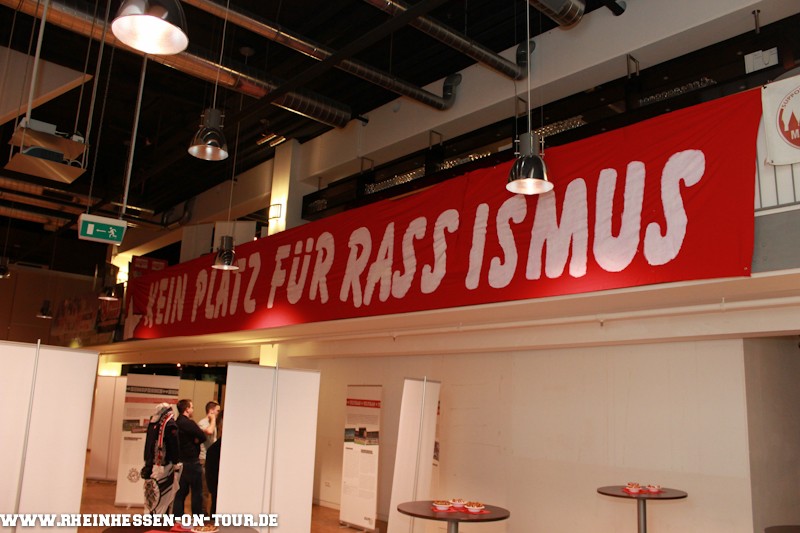 KEIN PLATZ FÜR RASSISMUS
WWW.RHEINHESSEN-ON-TOUR.DE